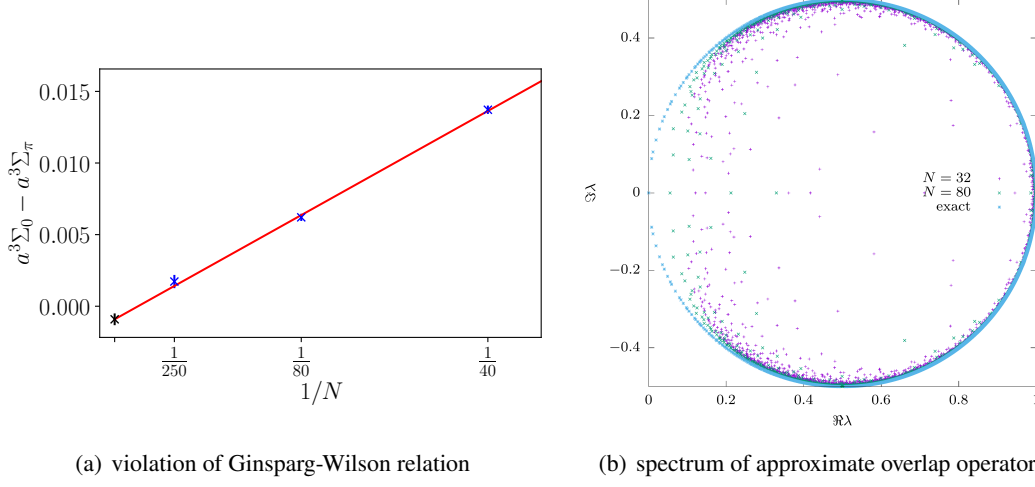 0.015
0.010
0.005
0.000
a³Σ₀ − a³Σπ
1/250
1/80
1/40
1/N
0.4
0.2
0
−0.2
−0.4
ℑλ
N = 32
N = 80
exact
0 0.2 0.4 0.6 0.8 1
ℜλ
(a) violation of Ginsparg-Wilson relation
(b) spectrum of approximate overlap operator